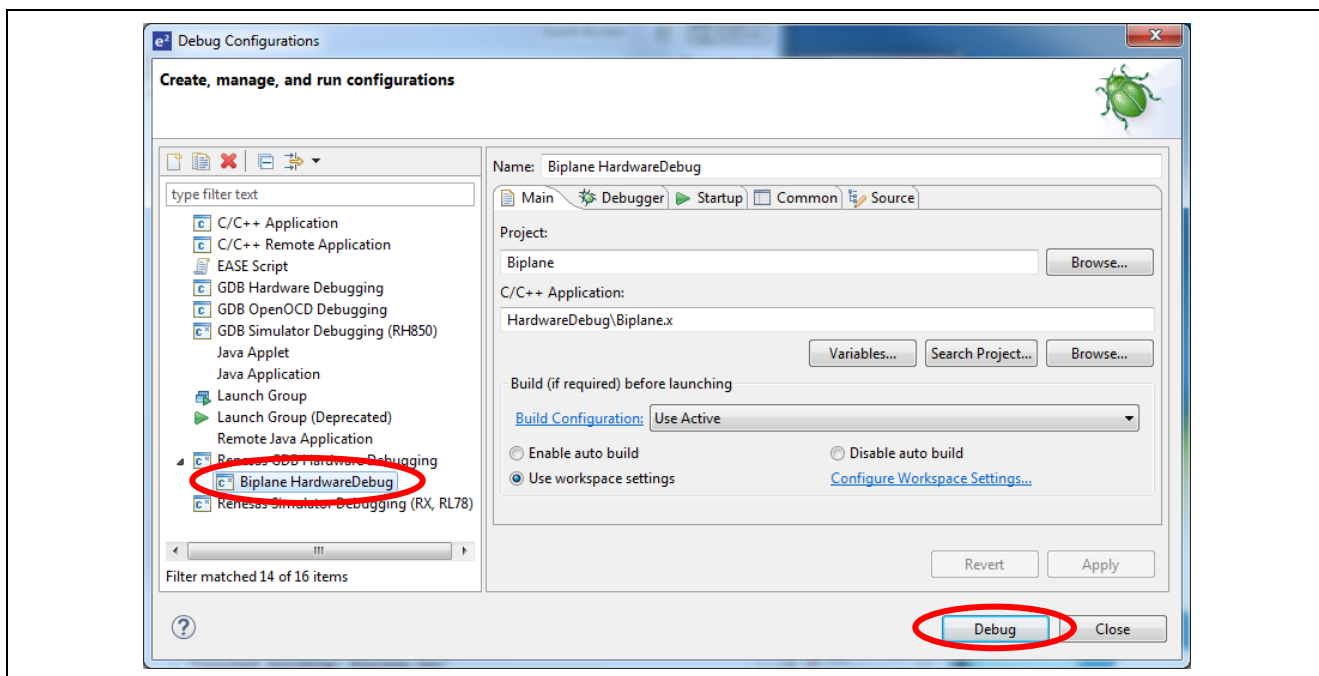 e² Debug Configurations
Create, manage, and run configurations
type filter text
C/C++ Application
C/C++ Remote Application
EASE Script
GDB Hardware Debugging
GDB OpenOCD Debugging
GDB Simulator Debugging (RH850)
Java Applet
Java Application
Launch Group
Launch Group (Deprecated)
Remote Java Application
Renesas GDB Hardware Debugging
Biplane HardwareDebug
Renesas Simulator Debugging (RX, RL78)
Filter matched 14 of 16 items
Name: Biplane HardwareDebug
Main Debugger Startup Common Source
Project:
Biplane Browse...
C/C++ Application:
HardwareDebug\Biplane.x
Variables... Search Project... Browse...
Build (if required) before launching
Build Configuration: Use Active
Enable auto build Disable auto build
Use workspace settings Configure Workspace Settings...
Revert Apply
Debug Close